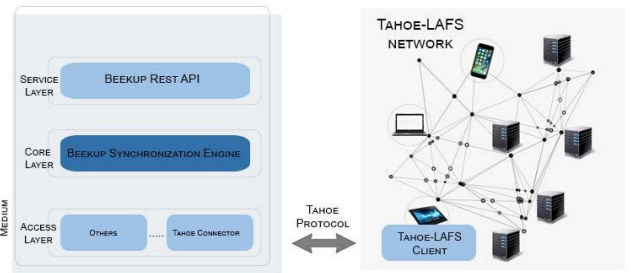 TAHOE-LAFS
NETWORK
SERVICE
LAYER
BEEKUP REST API
CORE
LAYER
BEEKUP SYNCHRONIZATION ENGINE
MEDIUM
ACCESS
LAYER
OTHERS
.....
TAHOE CONNECTOR
TAHOE
PROTOCOL
TAHOE-LAFS
CLIENT